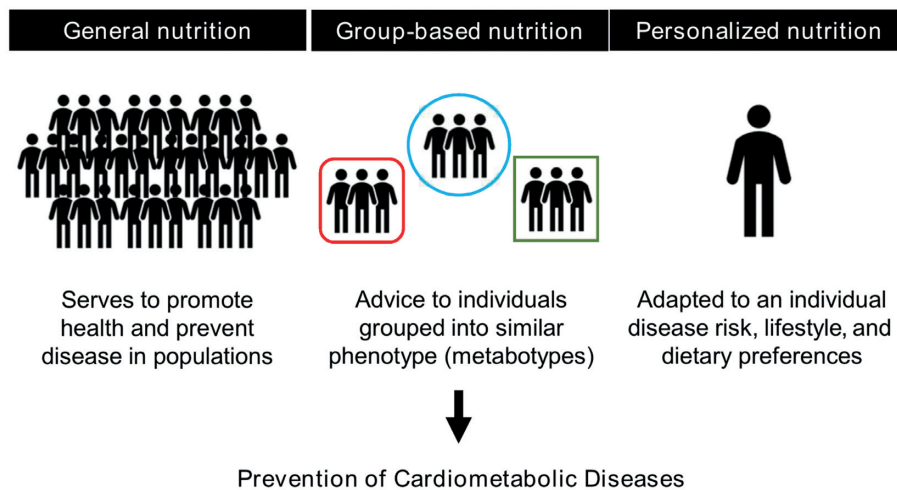 General nutrition
Group-based nutrition
Personalized nutrition
Serves to promote
health and prevent
disease in populations
Advice to individuals
grouped into similar
phenotype (metabotypes)
Adapted to an individual
disease risk, lifestyle, and
dietary preferences
Prevention of Cardiometabolic Diseases